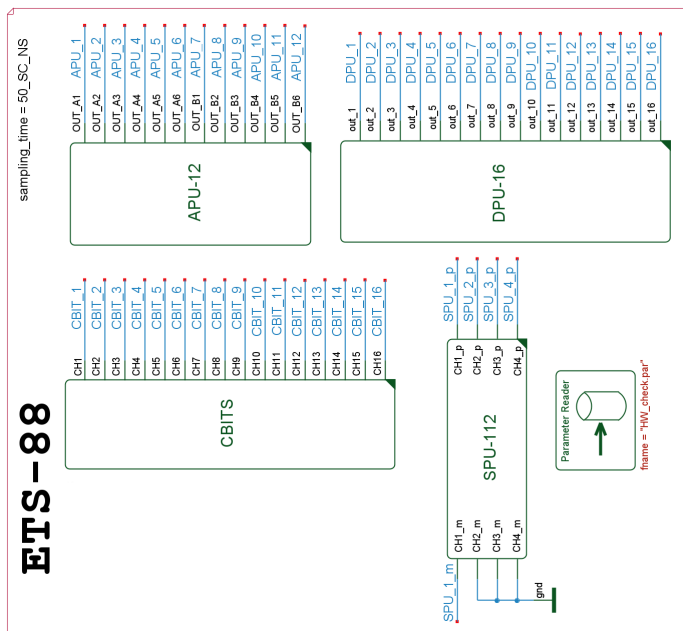 sampling_time = 50_SC_NS
APU_1
APU_2
APU_3
APU_4
APU_5
APU_6
APU_7
APU_8
APU_9
APU_10
APU_11
APU_12
OUT_A1
OUT_A2
OUT_A3
OUT_A4
OUT_A5
OUT_A6
OUT_B1
OUT_B2
OUT_B3
OUT_B4
OUT_B5
OUT_B6
APU-12
DPU_1
DPU_2
DPU_3
DPU_4
DPU_5
DPU_6
DPU_7
DPU_8
DPU_9
DPU_10
DPU_11
DPU_12
DPU_13
DPU_14
DPU_15
DPU_16
out_1
out_2
out_3
out_4
out_5
out_6
out_7
out_8
out_9
out_10
out_11
out_12
out_13
out_14
out_15
out_16
DPU-16
CBIT_1
CBIT_2
CBIT_3
CBIT_4
CBIT_5
CBIT_6
CBIT_7
CBIT_8
CBIT_9
CBIT_10
CBIT_11
CBIT_12
CBIT_13
CBIT_14
CBIT_15
CBIT_16
CH1
CH2
CH3
CH4
CH5
CH6
CH7
CH8
CH9
CH10
CH11
CH12
CH13
CH14
CH15
CH16
CBITS
SPU_1_p
SPU_2_p
SPU_3_p
SPU_4_p
CH1_p
CH2_p
CH3_p
CH4_p
SPU-112
CH1_m
CH2_m
CH3_m
CH4_m
SPU_1_m
gnd
Parameter Reader
fname = "HW_check.par"
ETS-88